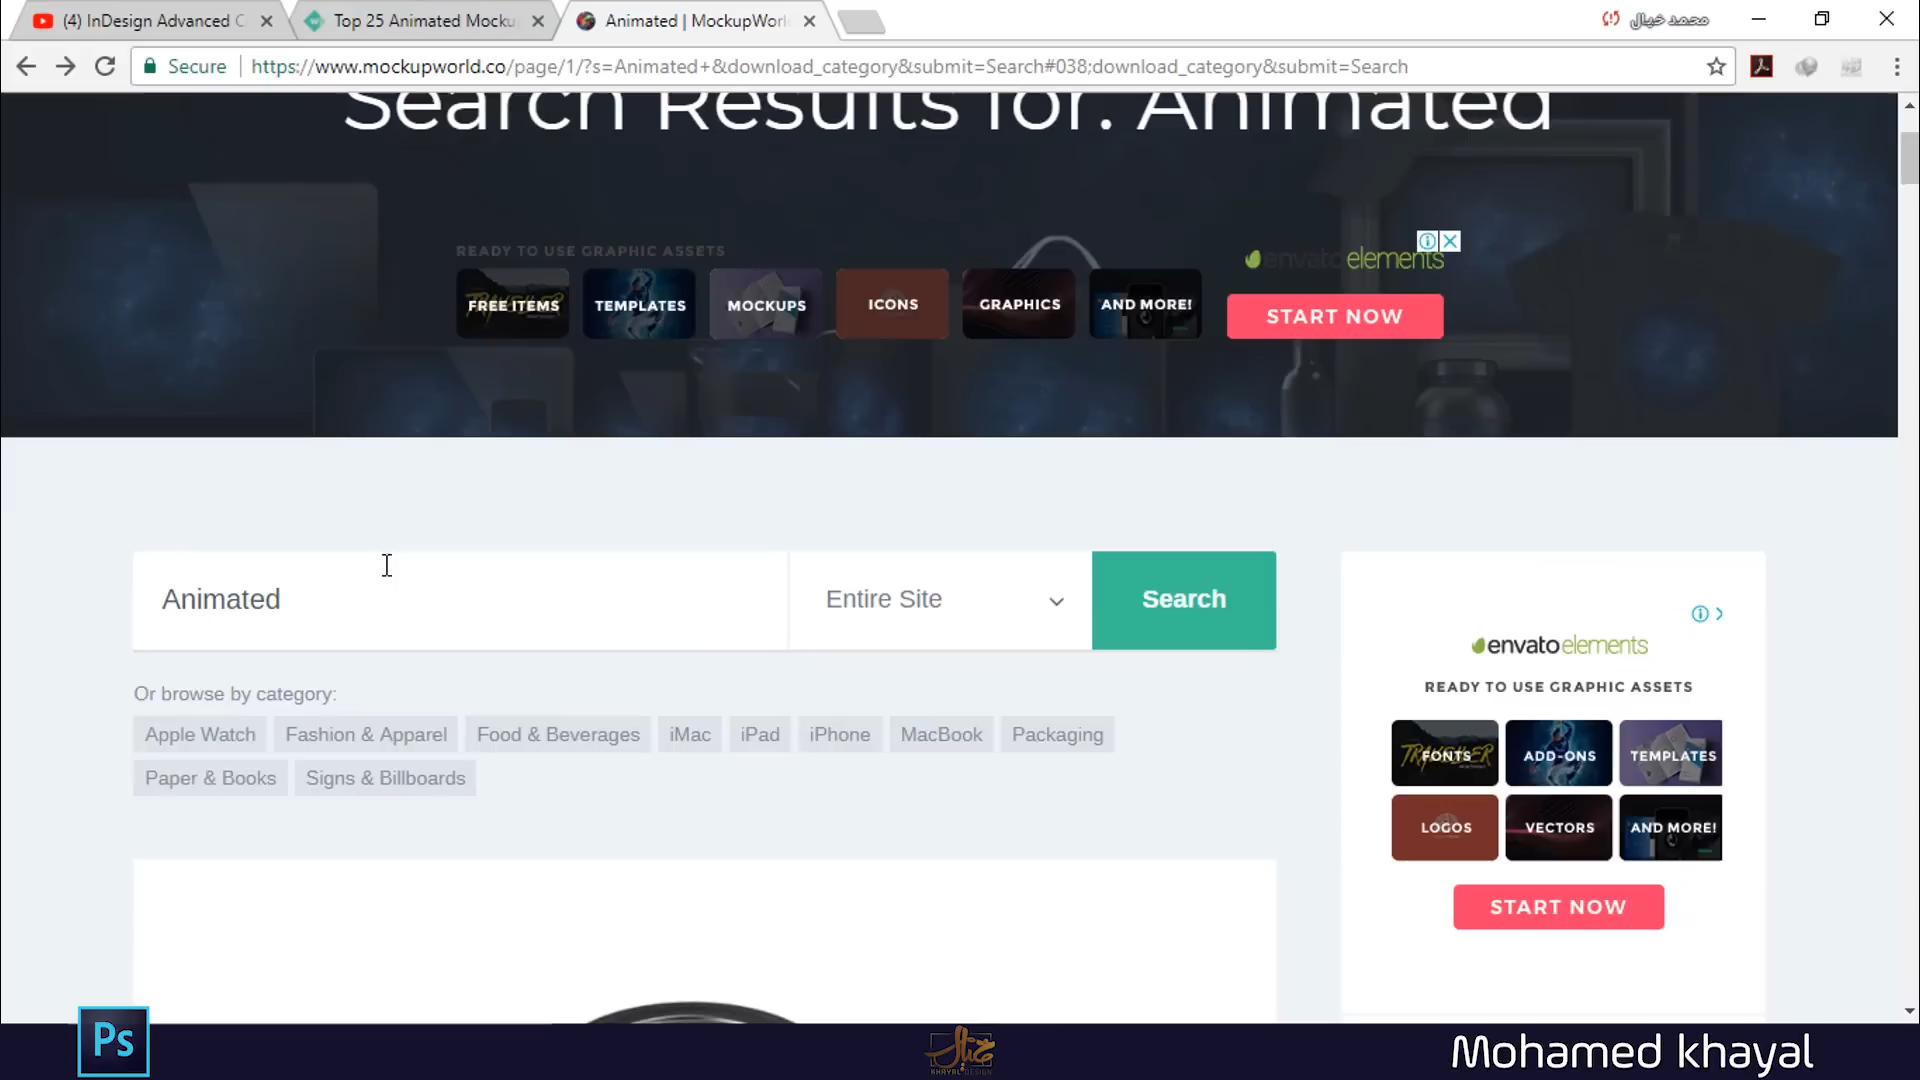 (4) InDesign Advanced C
Top 25 Animated Mocku
Animated | MockupWorl
محمد خيال
Secure
https://www.mockupworld.co/page/1/?s=Animated+&download_category&submit=Search#038;download_category&submit=Search
Search Results for: Animated
READY TO USE GRAPHIC ASSETS
envato elements
FREE ITEMS
TEMPLATES
MOCKUPS
ICONS
GRAPHICS
AND MORE!
START NOW
Animated
Entire Site
Search
Or browse by category:
Apple Watch
Fashion & Apparel
Food & Beverages
iMac
iPad
iPhone
MacBook
Packaging
Paper & Books
Signs & Billboards
envato elements
READY TO USE GRAPHIC ASSETS
FONTS
ADD-ONS
TEMPLATES
LOGOS
VECTORS
AND MORE!
START NOW
Ps
خيال
KHAYAL DESIGN
Mohamed khayal